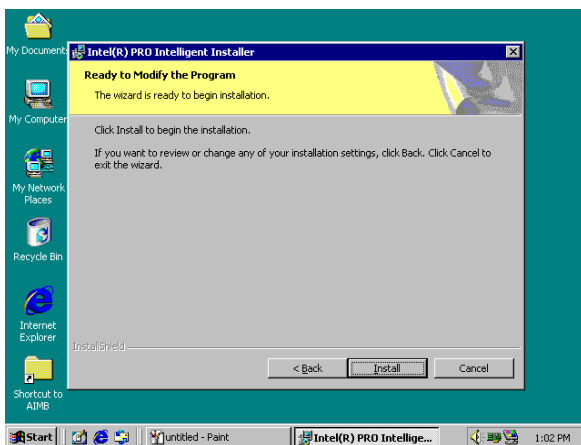 My Documents
My Computer
My Network
Places
Recycle Bin
Internet
Explorer
Shortcut to
AIMB
Intel(R) PRO Intelligent Installer
Ready to Modify the Program
The wizard is ready to begin installation.
Click Install to begin the installation.
If you want to review or change any of your installation settings, click Back. Click Cancel to
exit the wizard.
InstallShield
< Back
Install
Cancel
Start
untitled - Paint
Intel(R) PRO Intellige...
1:02 PM